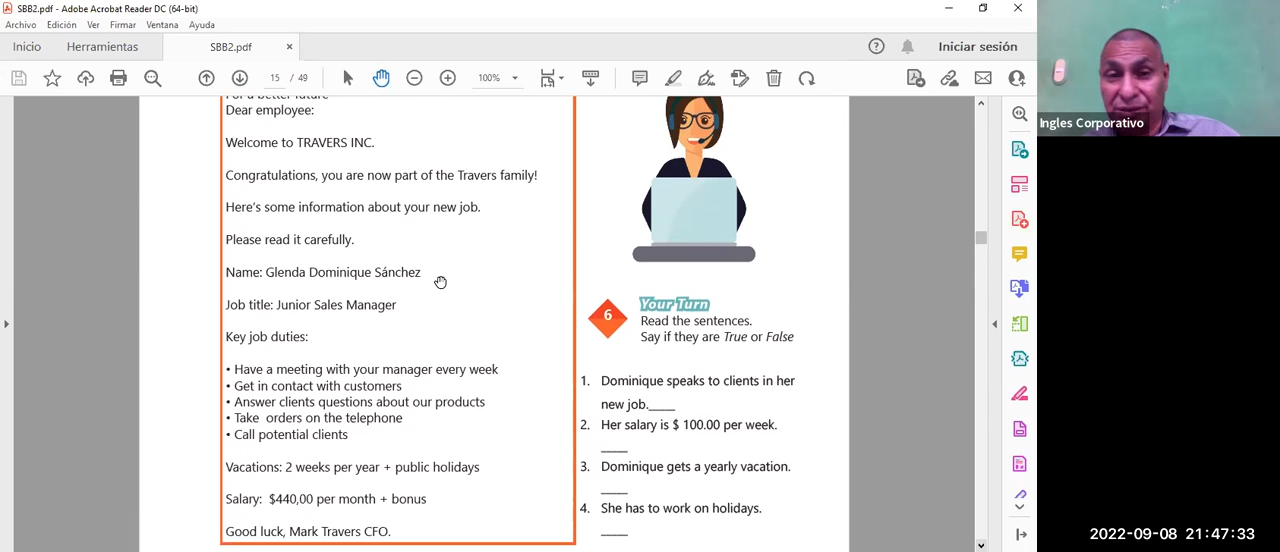 SBB2.pdf - Adobe Acrobat Reader DC (64-bit)
Archivo Edición Ver Firmar Ventana Ayuda
Inicio Herramientas SBB2.pdf × Iniciar sesión
15 / 49 100%
For a better future
Dear employee:
Welcome to TRAVERS INC.
Congratulations, you are now part of the Travers family!
Here's some information about your new job.
Please read it carefully.
Name: Glenda Dominique Sánchez
Job title: Junior Sales Manager
Key job duties:
• Have a meeting with your manager every week
• Get in contact with customers
• Answer clients questions about our products
• Take orders on the telephone
• Call potential clients
Vacations: 2 weeks per year + public holidays
Salary: $440,00 per month + bonus
Good luck, Mark Travers CFO.
6 Your Turn
Read the sentences.
Say if they are True or False
1. Dominique speaks to clients in her
new job.____
2. Her salary is $ 100.00 per week.
____
3. Dominique gets a yearly vacation.
____
4. She has to work on holidays.
____
Ingles Corporativo
2022-09-08 21:47:33